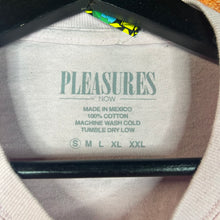 PLEASURES
NOW
MADE IN MEXICO
100% COTTON
MACHINE WASH COLD
TUMBLE DRY LOW
S M L XL XXL